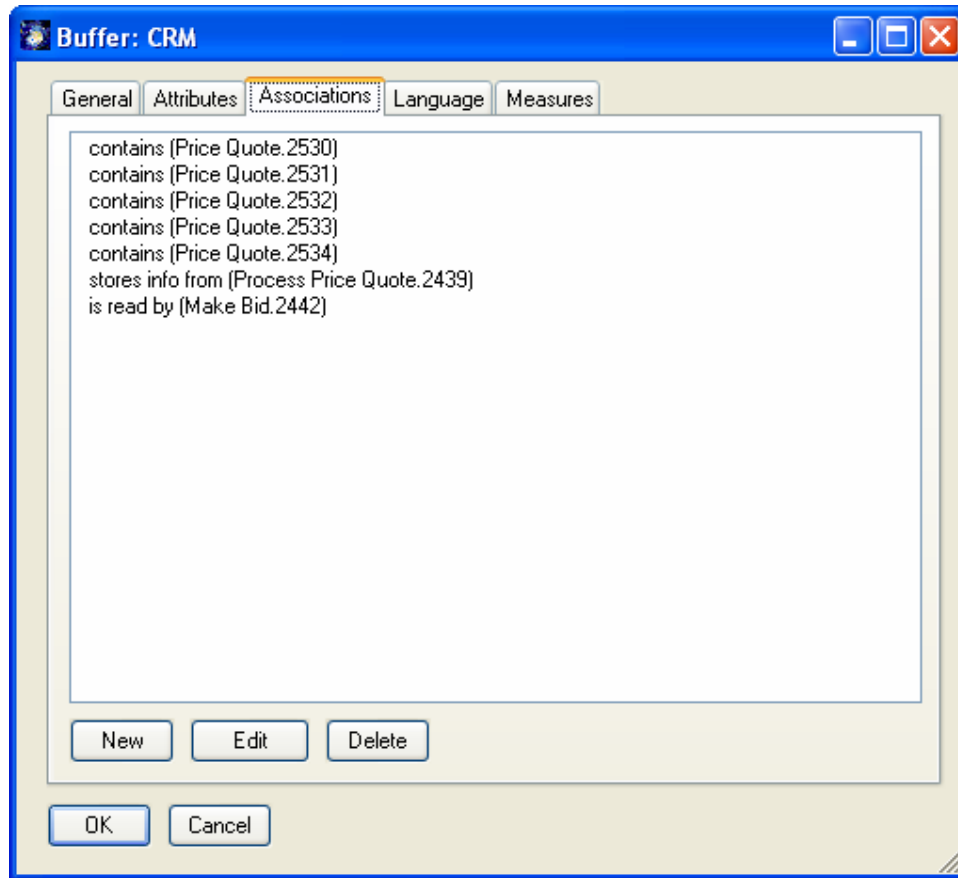 Buffer: CRM
General Attributes Associations Language Measures
contains (Price Quote.2530)
contains (Price Quote.2531)
contains (Price Quote.2532)
contains (Price Quote.2533)
contains (Price Quote.2534)
stores info from (Process Price Quote.2439)
is read by (Make Bid.2442)
New Edit Delete
OK Cancel